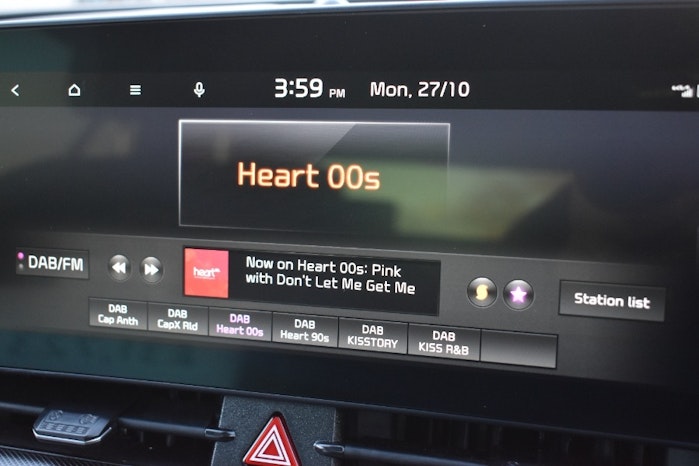 3:59 PM Mon, 27/10
Heart 00s
DAB/FM
heart
Now on Heart 00s: Pink
with Don't Let Me Get Me
Station list
DAB
Cap Anth
DAB
CapX Rld
DAB
Heart 00s
DAB
Heart 90s
DAB
KISSTORY
DAB
KISS R&B